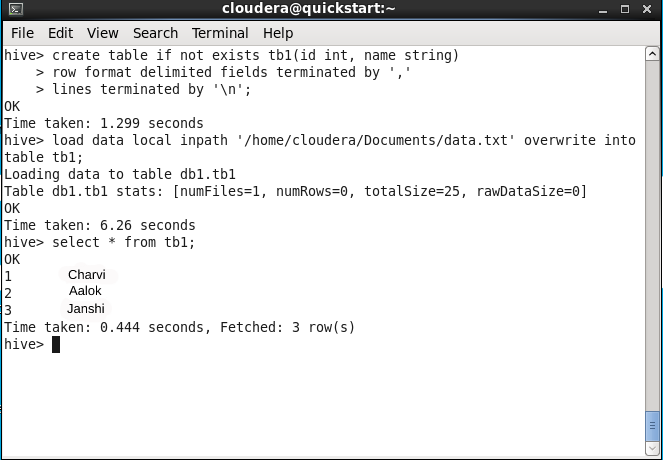 cloudera@quickstart:~
File Edit View Search Terminal Help
hive> create table if not exists tb1(id int, name string)
    > row format delimited fields terminated by ','
    > lines terminated by '\n';
OK
Time taken: 1.299 seconds
hive> load data local inpath '/home/cloudera/Documents/data.txt' overwrite into
table tb1;
Loading data to table db1.tb1
Table db1.tb1 stats: [numFiles=1, numRows=0, totalSize=25, rawDataSize=0]
OK
Time taken: 6.26 seconds
hive> select * from tb1;
OK
1 Charvi
2 Aalok
3 Janshi
Time taken: 0.444 seconds, Fetched: 3 row(s)
hive>